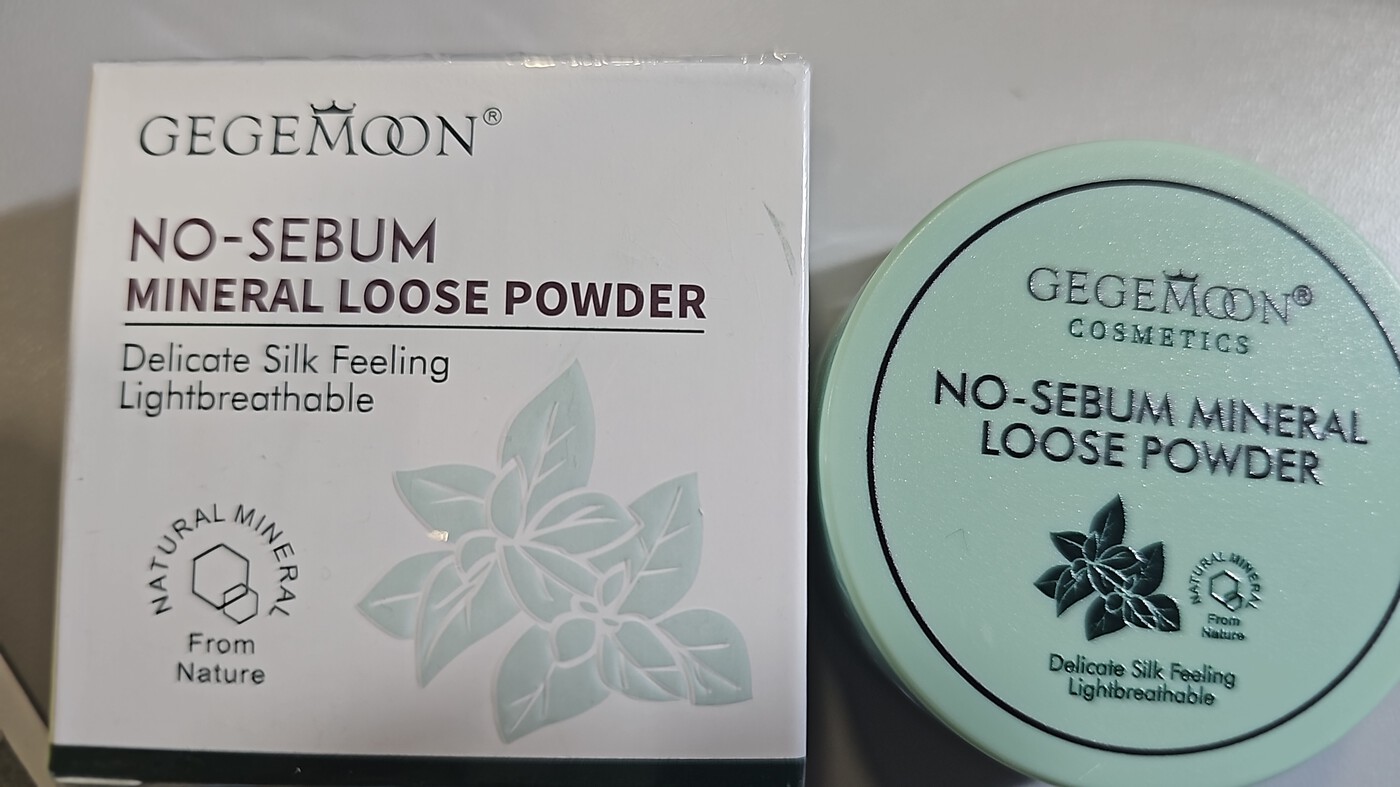 GEGEMOON®
NO-SEBUM
MINERAL LOOSE POWDER
Delicate Silk Feeling
Lightbreathable
NATURAL MINERAL
From
Nature
GEGEMOON®
COSMETICS
NO-SEBUM MINERAL
LOOSE POWDER
NATURAL MINERAL
From
Nature
Delicate Silk Feeling
Lightbreathable